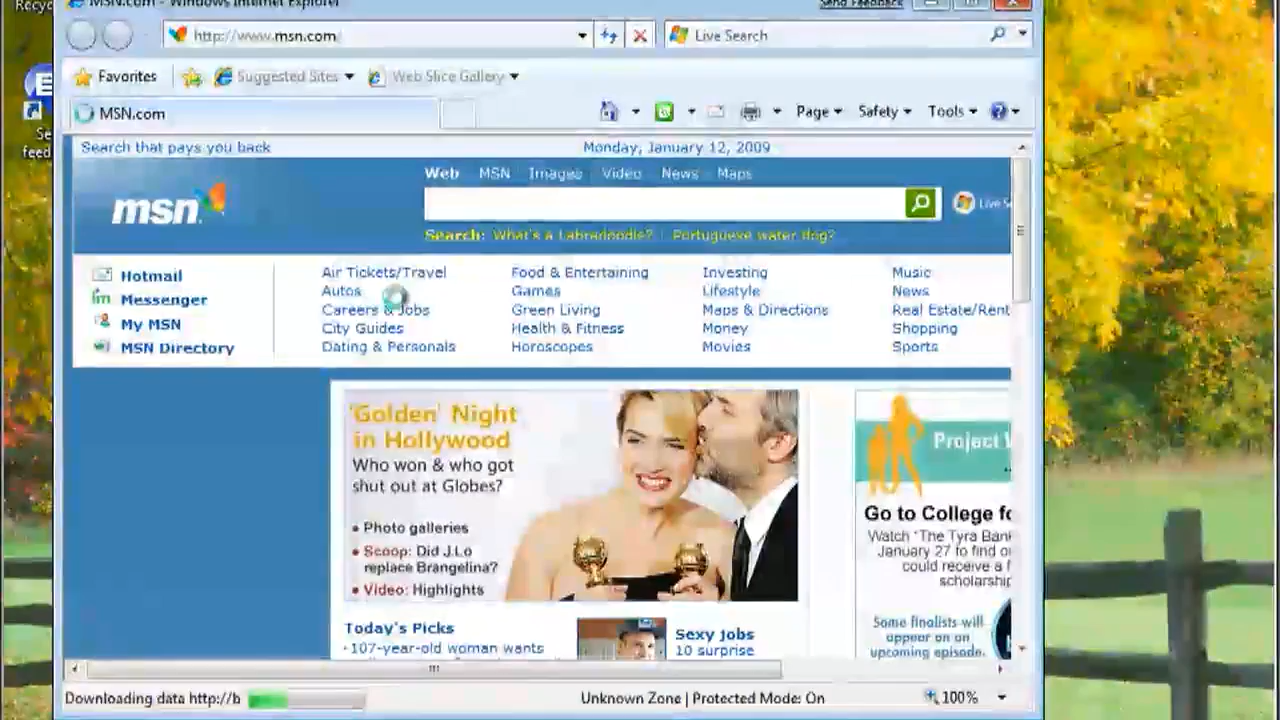 Recyc
MSN.com - Windows Internet Explorer
Send Feedback
http://www.msn.com
Live Search
Favorites
Suggested Sites
Web Slice Gallery
MSN.com
Page
Safety
Tools
Se
feed
Search that pays you back
Monday, January 12, 2009
Web MSN Images Video News Maps
msn
Live Se
Search: What's a Labradoodle? | Portuguese water dog?
Hotmail
Messenger
My MSN
MSN Directory
Air Tickets/Travel
Autos
Careers & Jobs
City Guides
Dating & Personals
Food & Entertaining
Games
Green Living
Health & Fitness
Horoscopes
Investing
Lifestyle
Maps & Directions
Money
Movies
Music
News
Real Estate/Rent
Shopping
Sports
'Golden' Night
in Hollywood
Who won & who got
shut out at Globes?
• Photo galleries
• Scoop: Did J.Lo
replace Brangelina?
• Video: Highlights
Project
Go to College fo
Watch "The Tyra Bank
January 27 to find o
could receive a f
scholarship
Some finalists will
appear on an
upcoming episode.
Today's Picks
· 107-year-old woman wants
Sexy jobs
10 surprise
Downloading data http://b
Unknown Zone | Protected Mode: On
100%